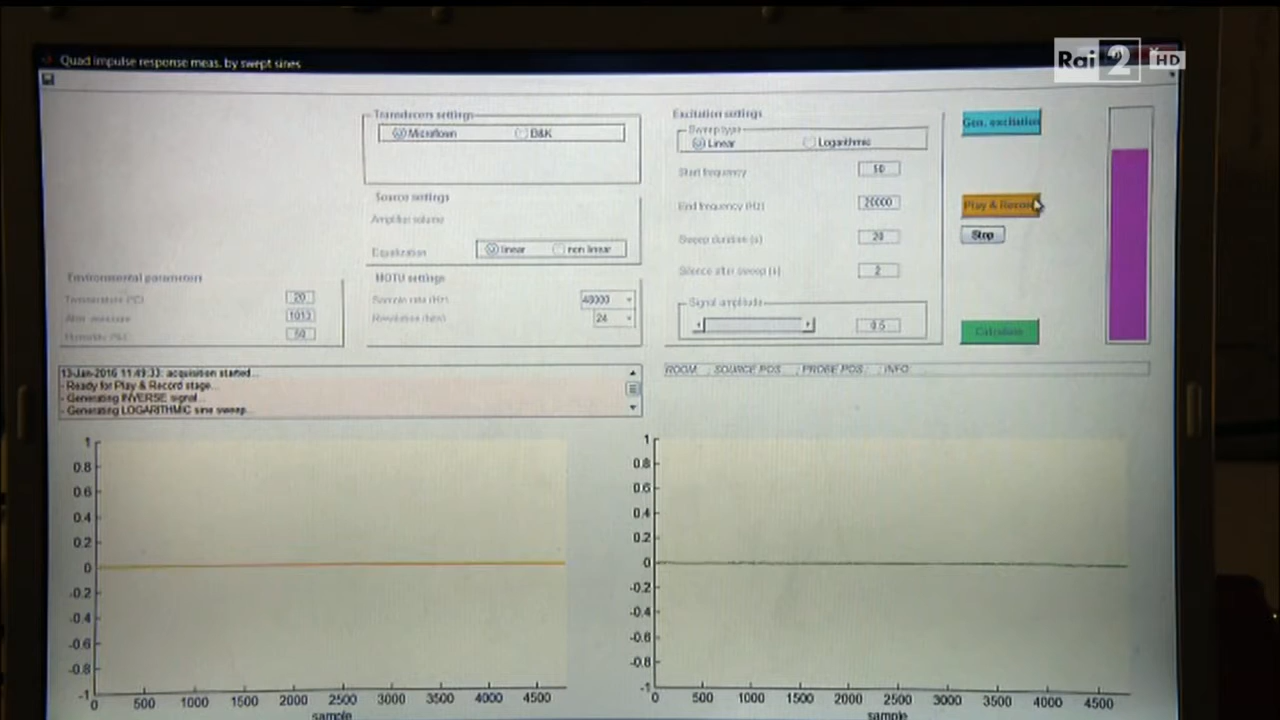 Quad impulse response meas. by swept sines
Rai 2 HD
Transducers settings
Microflown B&K
Source settings
Amplifier volume
Equalization linear non linear
Environmental parameters
Temperature (°C) 20
1013
50
MOTU settings
Sample rate (Hz) 48000
Resolution (bits) 24
Excitation settings
Sweep type
Linear Logarithmic
Start frequency 50
End frequency (Hz) 20000
Sweep duration (s) 20
Silence after sweep (s) 2
Signal amplitude
0.5
Gen. excitation
Play & Record
Stop
Calculate
13-Jan-2016 11:49:33: acquisition started...
- Ready for Play & Record stage...
- Generating INVERSE signal...
- Generating LOGARITHMIC sine sweep...
ROOM SOURCE POS. PROBE POS. INFO
1
0.8
0.6
0.4
0.2
0
-0.2
-0.4
-0.6
-0.8
-1
0 500 1000 1500 2000 2500 3000 3500 4000 4500
sample
1
0.8
0.6
0.4
0.2
0
-0.2
-0.4
-0.6
-0.8
-1
0 500 1000 1500 2000 2500 3000 3500 4000 4500
sample